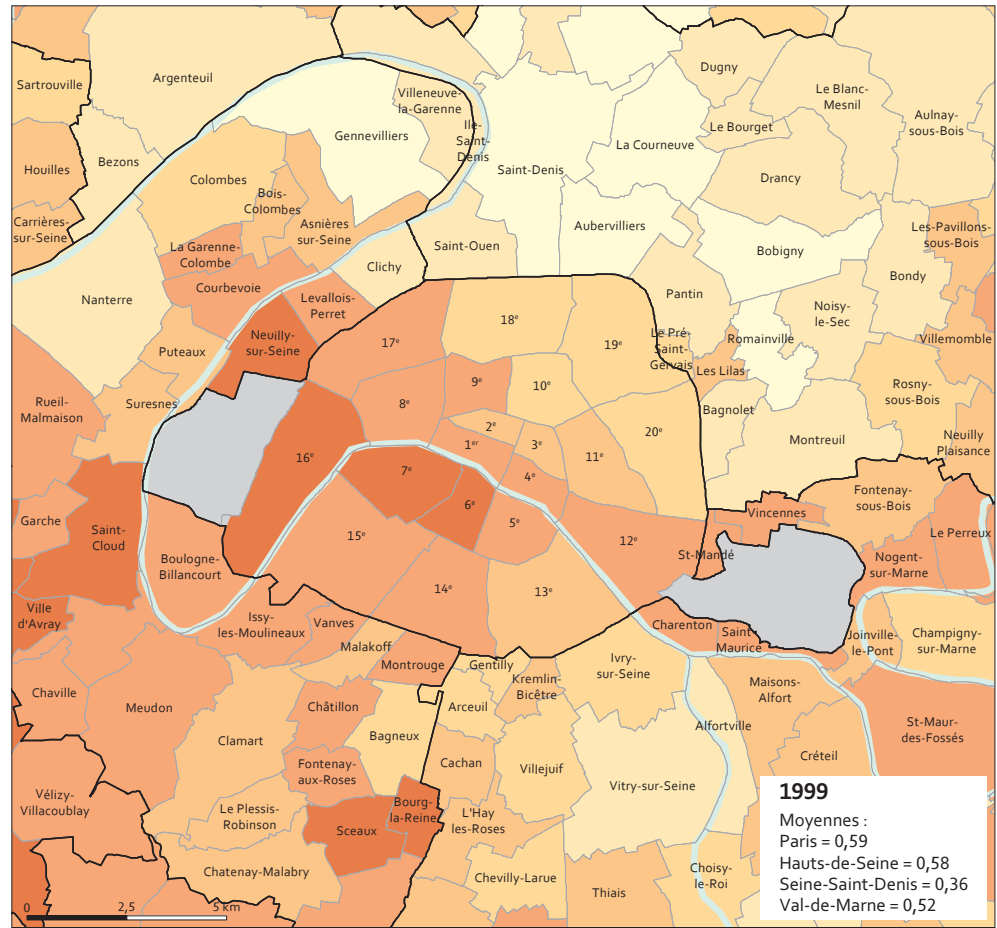 Sartrouville
Argenteuil
Dugny
Villeneuve-
la-Garenne
Le Blanc-
Mesnil
Aulnay-
sous-Bois
Gennevilliers
Ile-
Saint-
Denis
Le Bourget
La Courneuve
Houilles
Bezons
Saint-Denis
Drancy
Colombes
Bois-
Colombes
Carrières-
sur-Seine
Asnières
sur-Seine
Aubervilliers
Les-Pavillons-
sous-Bois
La Garenne-
Colombe
Saint-Ouen
Bobigny
Clichy
Bondy
Courbevoie
Nanterre
Levallois-
Perret
Pantin
Noisy-
le-Sec
18e
19e
Le Pré-
Saint-
Gervais
Romainville
Villemomble
Neuilly-
sur-Seine
17e
Puteaux
Les Lilas
9e
10e
Rosny-
sous-Bois
Rueil-
Malmaison
Suresnes
8e
Bagnolet
2e
20e
Montreuil
Neuilly
Plaisance
1er
3e
16e
7e
11e
4e
Fontenay-
sous-Bois
6e
Garche
Saint-
Cloud
5e
Vincennes
Le Perreux
15e
12e
St-Mandé
Boulogne-
Billancourt
Nogent-
sur-Marne
14e
13e
Ville
d'Avray
Issy-
les-Moulineaux
Vanves
Charenton
Saint-
Maurice
Joinville-
le-Pont
Champigny-
sur-Marne
Malakoff
Montrouge
Gentilly
Kremlin-
Bicêtre
Ivry-
sur-Seine
Chaville
Meudon
Châtillon
Arceuil
Maisons-
Alfort
Clamart
Bagneux
Alfortville
St-Maur-
des-Fossés
Fontenay-
aux-Roses
Cachan
Villejuif
Créteil
Vélizy-
Villacoublay
Le Plessis-
Robinson
Sceaux
Bourg-
la-Reine
L'Hay
les-Roses
Vitry-sur-Seine
Chatenay-Malabry
Chevilly-Larue
Thiais
Choisy-
le-Roi
1999
Moyennes :
Paris = 0,59
Hauts-de-Seine = 0,58
Seine-Saint-Denis = 0,36
Val-de-Marne = 0,52
0 2,5 5 km